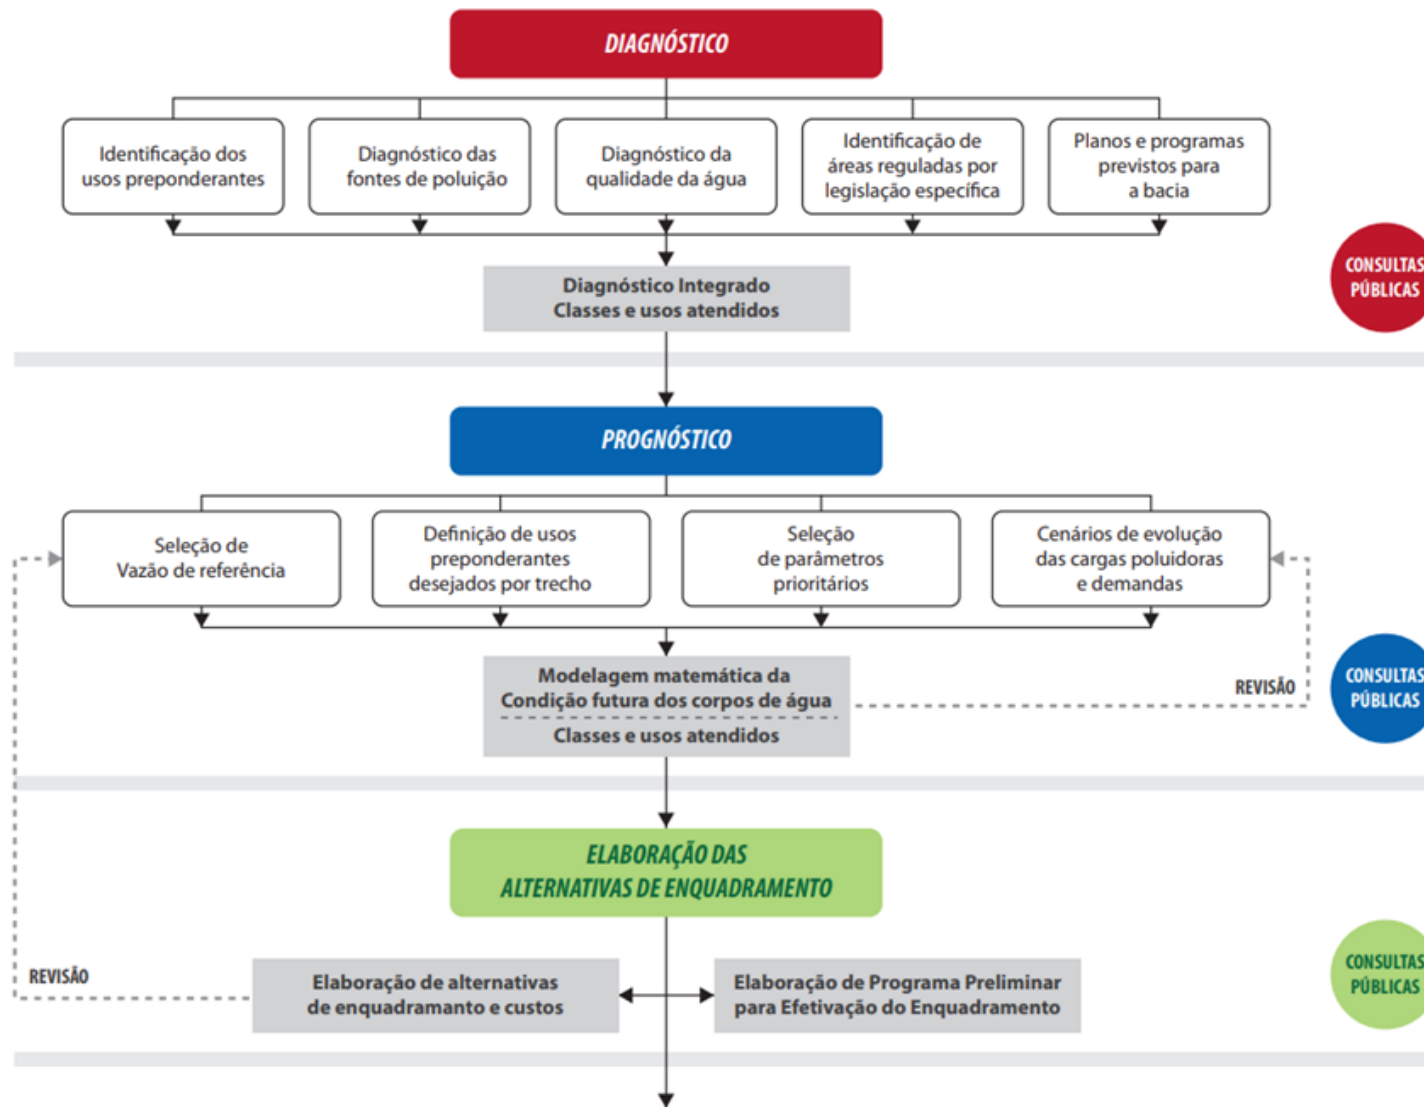 DIAGNÓSTICO
Identificação dos
usos preponderantes
Diagnóstico das
fontes de poluição
Diagnóstico da
qualidade da água
Identificação de
áreas reguladas por
legislação específica
Planos e programas
previstos para
a bacia
CONSULTAS
PÚBLICAS
Diagnóstico Integrado
Classes e usos atendidos
PROGNÓSTICO
Seleção de
Vazão de referência
Definição de usos
preponderantes
desejados por trecho
Seleção
de parâmetros
prioritários
Cenários de evolução
das cargas poluidoras
e demandas
Modelagem matemática da
Condição futura dos corpos de água
Classes e usos atendidos
REVISÃO
CONSULTAS
PÚBLICAS
ELABORAÇÃO DAS
ALTERNATIVAS DE ENQUADRAMENTO
REVISÃO
Elaboração de alternativas
de enquadramanto e custos
Elaboração de Programa Preliminar
para Efetivação do Enquadramento
CONSULTAS
PÚBLICAS